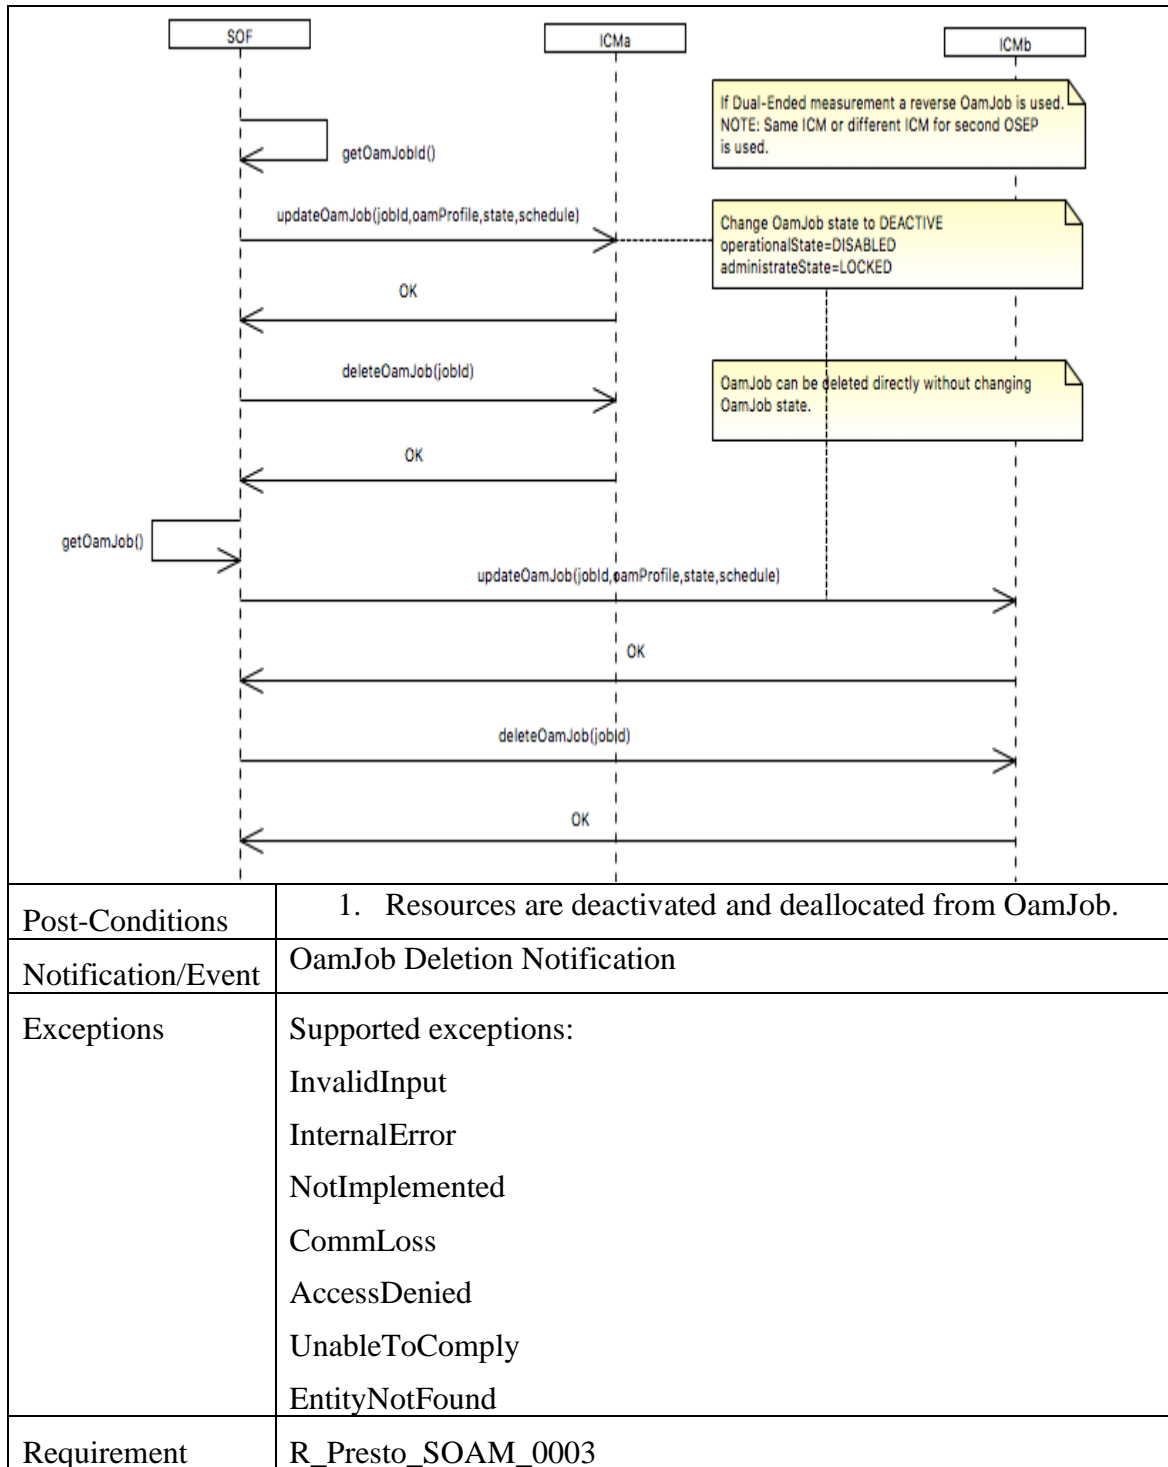 SOF
ICMa
ICMb
If Dual-Ended measurement a reverse OamJob is used.
NOTE: Same ICM or different ICM for second OSEP
is used.
getOamJobId()
updateOamJob(jobId,oamProfile,state,schedule)
Change OamJob state to DEACTIVE
operationalState=DISABLED
administrateState=LOCKED
OK
deleteOamJob(jobId)
OamJob can be deleted directly without changing
OamJob state.
OK
getOamJob()
updateOamJob(jobId,oamProfile,state,schedule)
OK
deleteOamJob(jobId)
OK
Post-Conditions
1. Resources are deactivated and deallocated from OamJob.
Notification/Event
OamJob Deletion Notification
Exceptions
Supported exceptions:
InvalidInput
InternalError
NotImplemented
CommLoss
AccessDenied
UnableToComply
EntityNotFound
Requirement
R_Presto_SOAM_0003